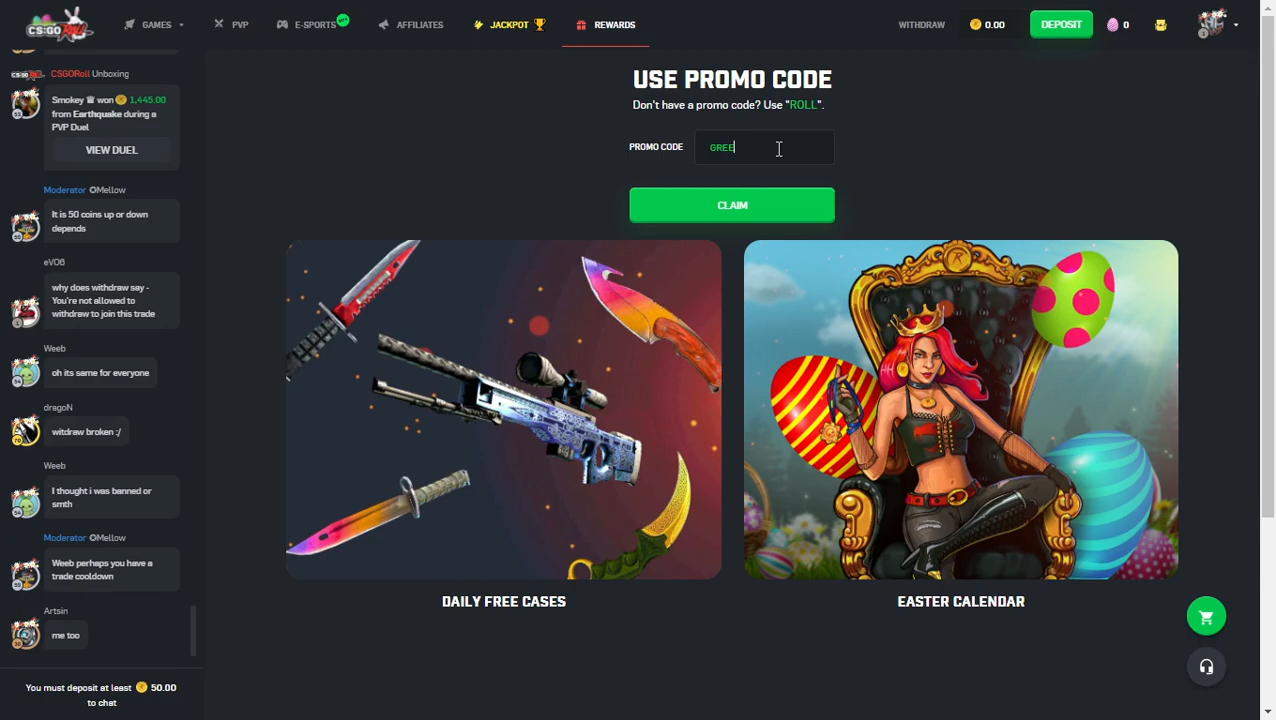 CS:GO ROLL
GAMES
PVP
E-SPORTS
AFFILIATES
JACKPOT
REWARDS
WITHDRAW
0.00
DEPOSIT
0
CSGORoll Unboxing
Smokey won 1,445.00
from Earthquake during a
PVP Duel
VIEW DUEL
Moderator @Mellow
It is 50 coins up or down
depends
eVO6
why does withdraw say -
You're not allowed to
withdraw to join this trade
Weeb
oh its same for everyone
dragoN
witdraw broken :/
Weeb
I thought i was banned or
smth
Moderator @Mellow
Weeb perhaps you have a
trade cooldown
Artsin
me too
You must deposit at least 50.00
to chat
USE PROMO CODE
Don't have a promo code? Use "ROLL".
PROMO CODE
GREE
CLAIM
DAILY FREE CASES
EASTER CALENDAR